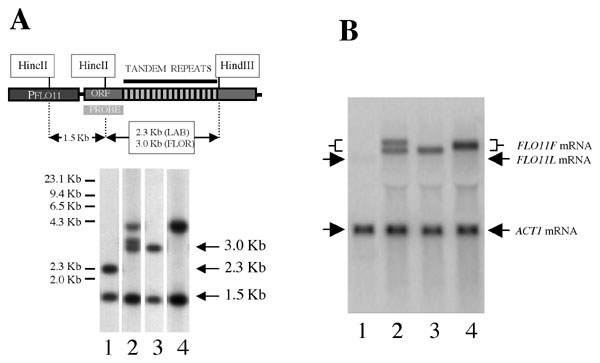 A
B
HincII
HincII
HindIII
TANDEM REPEATS
PFLO11
ORF
PROBE
1.5 Kb
2.3 Kb (LAB)
3.0 Kb (FLOR)
23.1 Kb
9.4 Kb
6.5 Kb
4.3 Kb
2.3 Kb
2.0 Kb
3.0 Kb
2.3 Kb
1.5 Kb
1 2 3 4
FLO11F mRNA
FLO11L mRNA
ACT1 mRNA
1 2 3 4